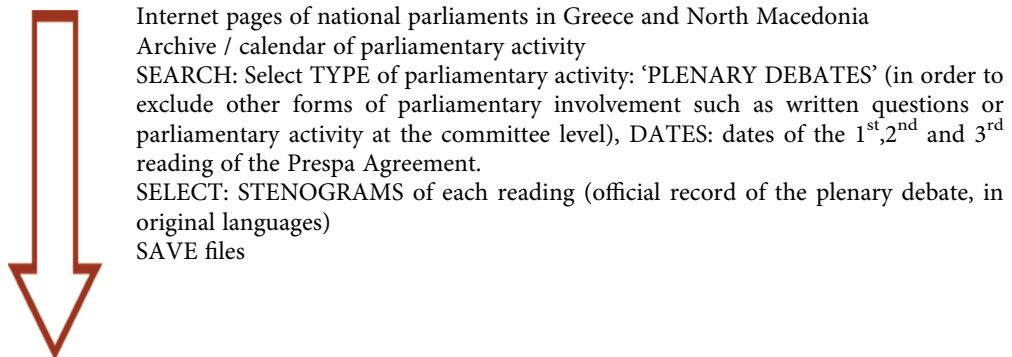 Internet pages of national parliaments in Greece and North Macedonia
Archive / calendar of parliamentary activity
SEARCH: Select TYPE of parliamentary activity: ‘PLENARY DEBATES’ (in order to
exclude other forms of parliamentary involvement such as written questions or
parliamentary activity at the committee level), DATES: dates of the 1st,2nd and 3rd
reading of the Prespa Agreement.
SELECT: STENOGRAMS of each reading (official record of the plenary debate, in
original languages)
SAVE files